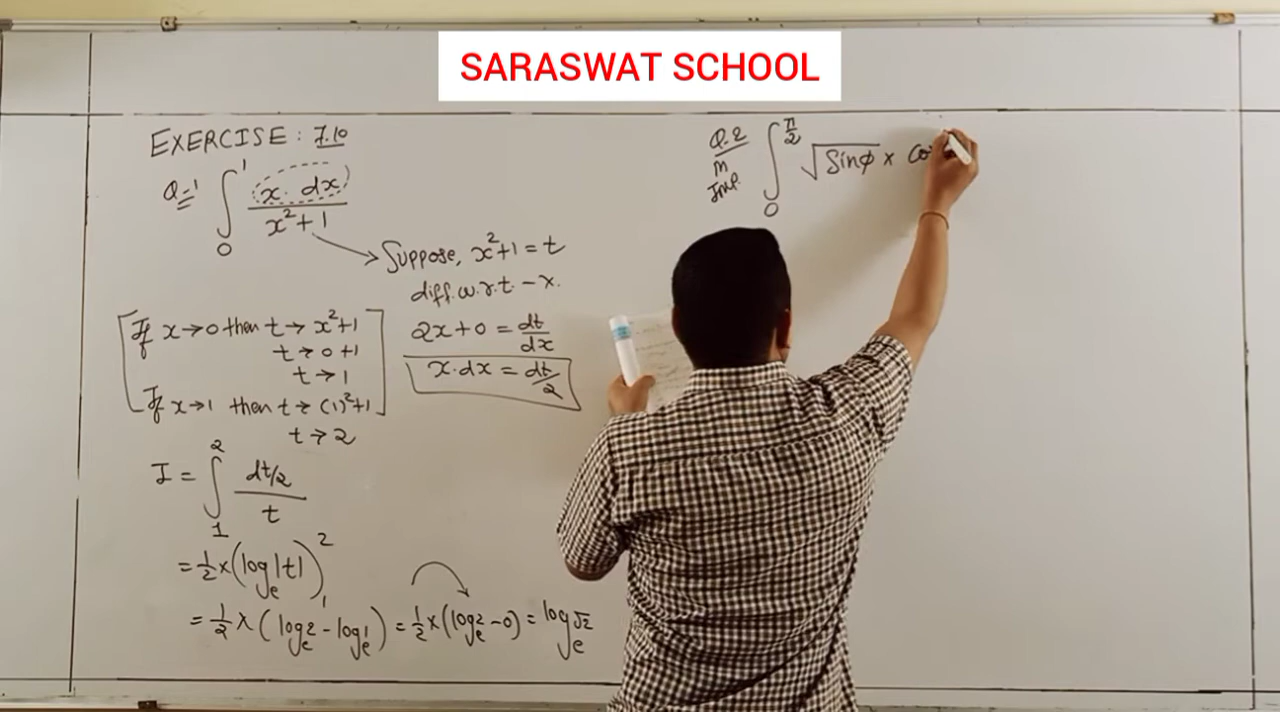 SARASWAT SCHOOL
EXERCISE: 7.10
Q-1 ∫₀¹ x·dx / x²+1
Suppose, x²+1 = t
diff. w.r.t - x.
2x+0 = dt/dx
x·dx = dt/2
If x→0 then t→ x²+1
t→0+1
t→1
If x→1 then t→ (1)²+1
t→2
I = ∫₁² dt/2 / t
= 1/2 × (logₑ|t|)₁²
= 1/2 × (logₑ2 - logₑ1) = 1/2 × (logₑ2 - 0) = logₑ√2
Q.2 ∫₀^π/2 √Sinϕ × Co
m
Imp.